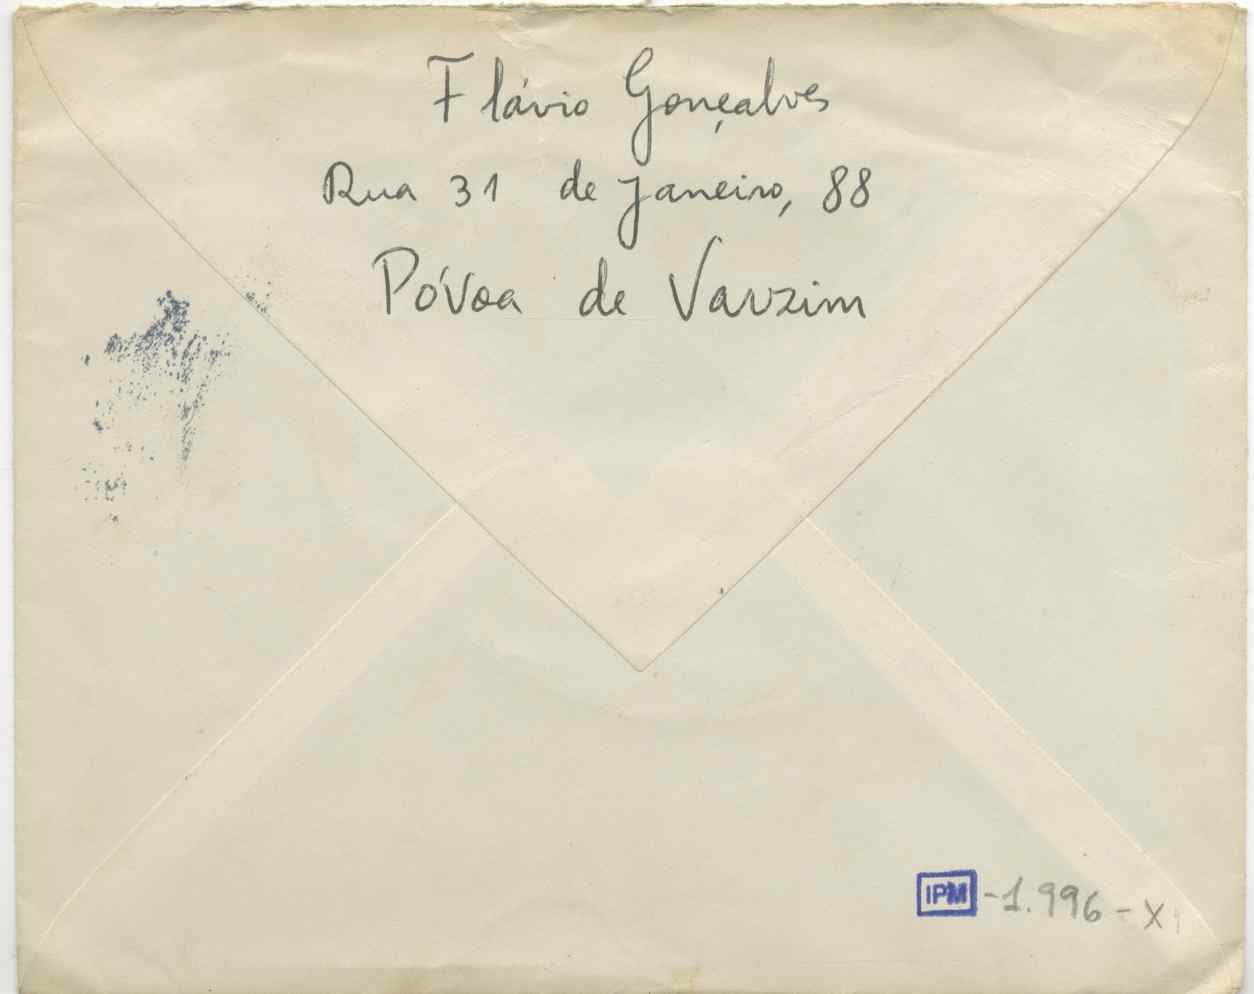 Flávio Gonçalves
Rua 31 de Janeiro, 88
Póvoa de Varzim
IPM -1.996-X